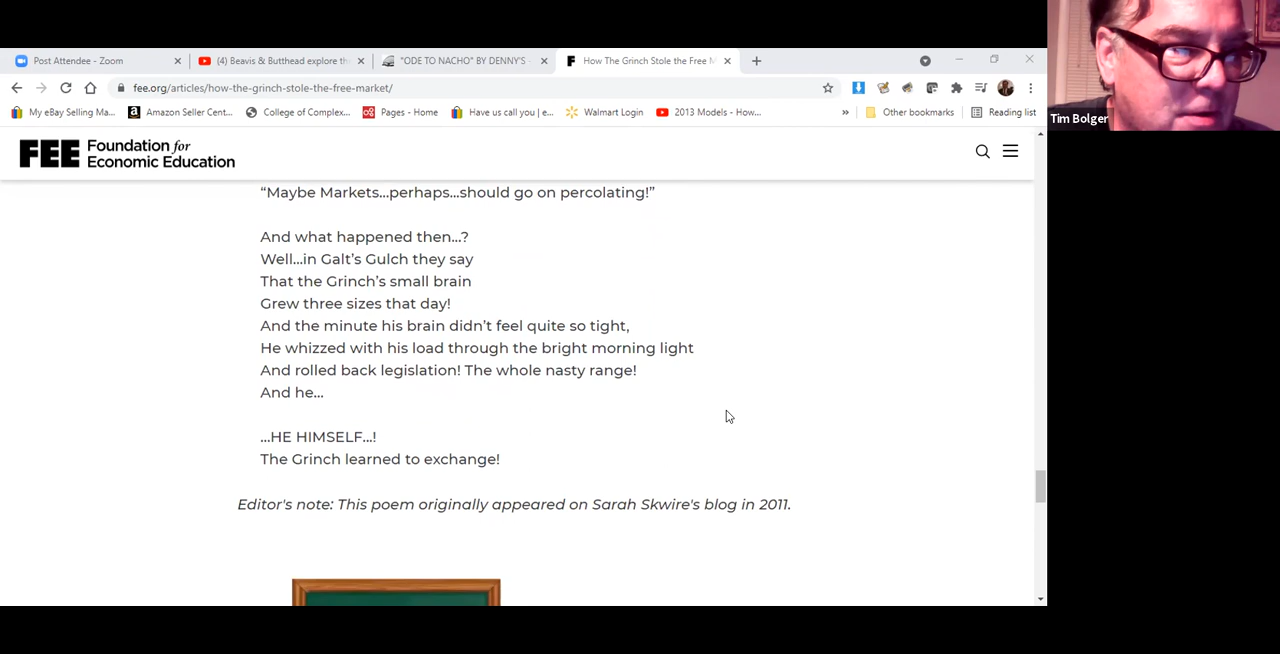 Post Attendee - Zoom
(4) Beavis & Butthead explore th
"ODE TO NACHO" BY DENNY'S -
How The Grinch Stole the Free M
fee.org/articles/how-the-grinch-stole-the-free-market/
My eBay Selling Ma...
Amazon Seller Cent...
College of Complex...
Pages - Home
Have us call you | e...
Walmart Login
2013 Models - How...
»
Other bookmarks
Reading list
Tim Bolger
FEE Foundation for
Economic Education
“Maybe Markets...perhaps...should go on percolating!”
And what happened then...?
Well...in Galt’s Gulch they say
That the Grinch’s small brain
Grew three sizes that day!
And the minute his brain didn’t feel quite so tight,
He whizzed with his load through the bright morning light
And rolled back legislation! The whole nasty range!
And he...
...HE HIMSELF...!
The Grinch learned to exchange!
Editor's note: This poem originally appeared on Sarah Skwire's blog in 2011.